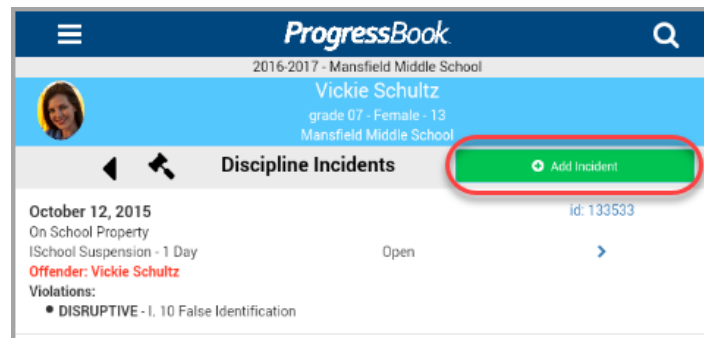 ProgressBook
2016-2017 - Mansfield Middle School
Vickie Schultz
grade 07 - Female - 13
Mansfield Middle School
Discipline Incidents
Add Incident
October 12, 2015
id: 133533
On School Property
ISchool Suspension - 1 Day
Open
Offender: Vickie Schultz
Violations:
• DISRUPTIVE - I. 10 False Identification